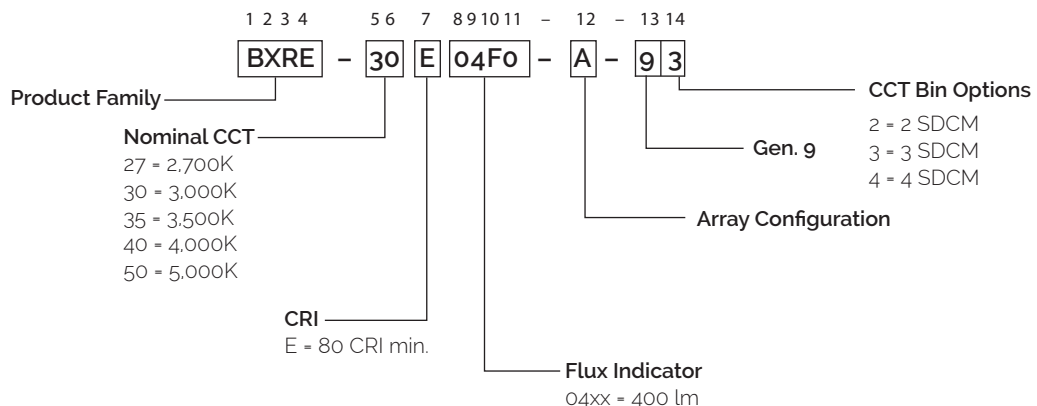 1 2 3 4 5 6 7 8 9 10 11 – 12 – 13 14
BXRE – 30 E 04F0 – A – 9 3
Product Family
CCT Bin Options
2 = 2 SDCM
3 = 3 SDCM
4 = 4 SDCM
Nominal CCT
27 = 2,700K
30 = 3,000K
35 = 3,500K
40 = 4,000K
50 = 5,000K
Gen. 9
Array Configuration
CRI
E = 80 CRI min.
Flux Indicator
04xx = 400 lm